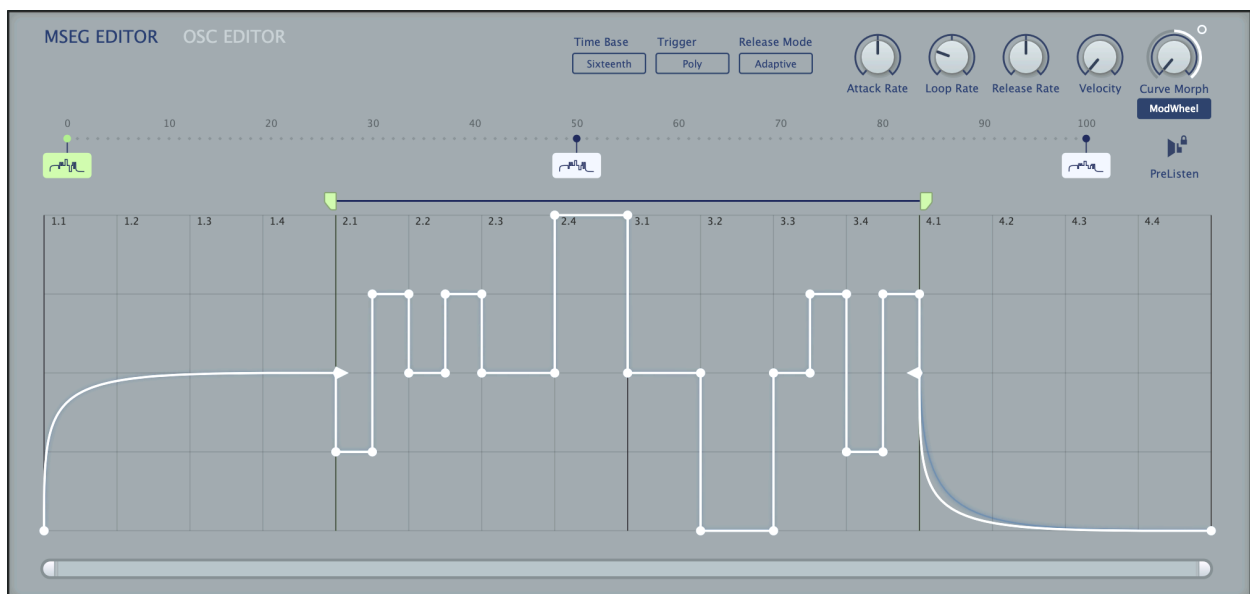 MSEG EDITOR OSC EDITOR
Time Base Trigger Release Mode
Sixteenth Poly Adaptive
Attack Rate Loop Rate Release Rate Velocity Curve Morph
ModWheel
0 10 20 30 40 50 60 70 80 90 100
PreListen
1.1 1.2 1.3 1.4 2.1 2.2 2.3 2.4 3.1 3.2 3.3 3.4 4.1 4.2 4.3 4.4